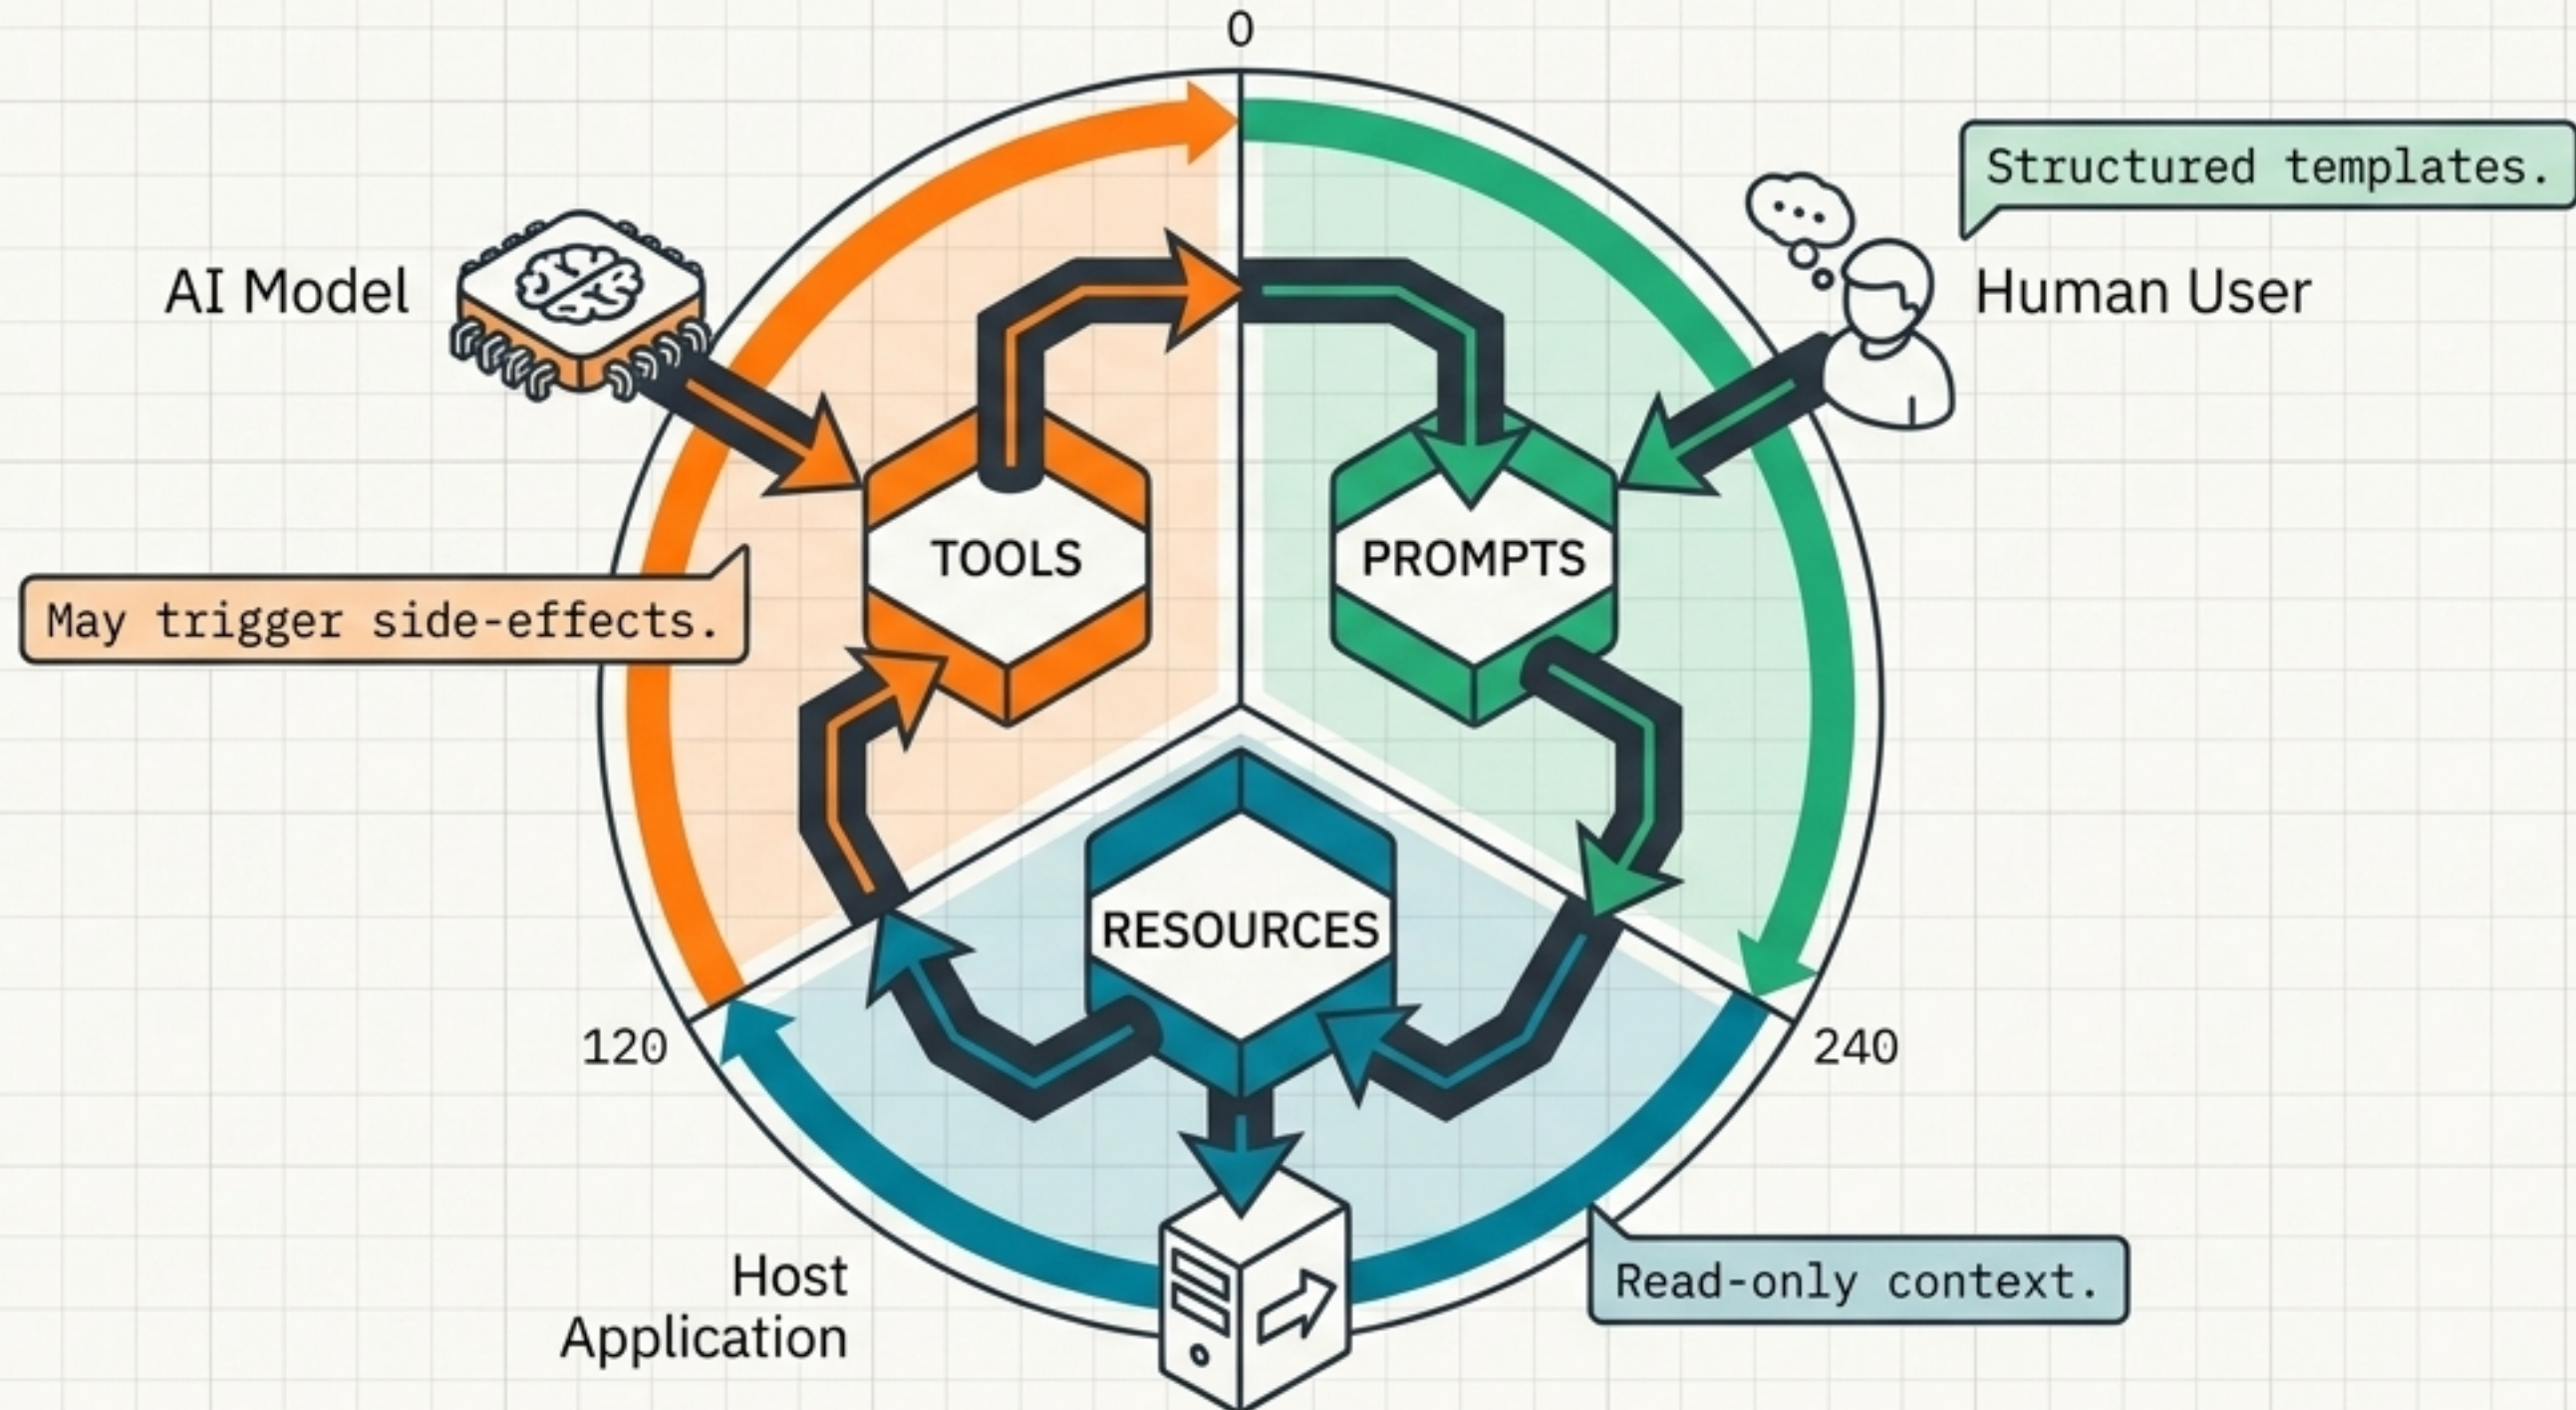 0
Structured templates.
AI Model
Human User
TOOLS
PROMPTS
May trigger side-effects.
RESOURCES
120
240
Host
Application
Read-only context.